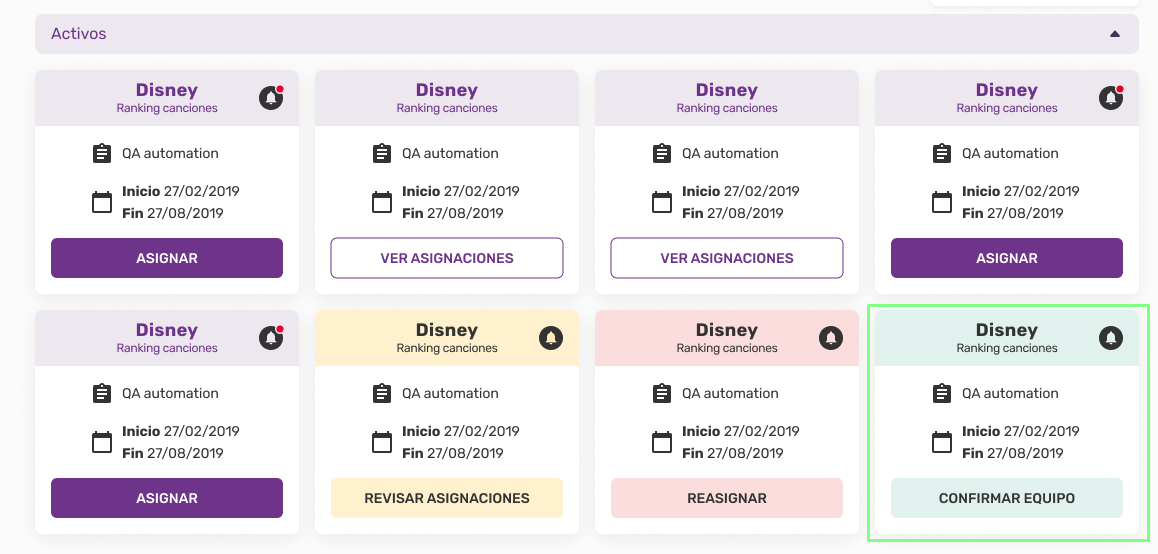 Activos
Disney
Ranking canciones
QA automation
Inicio 27/02/2019
Fin 27/08/2019
ASIGNAR
Disney
Ranking canciones
QA automation
Inicio 27/02/2019
Fin 27/08/2019
VER ASIGNACIONES
Disney
Ranking canciones
QA automation
Inicio 27/02/2019
Fin 27/08/2019
VER ASIGNACIONES
Disney
Ranking canciones
QA automation
Inicio 27/02/2019
Fin 27/08/2019
ASIGNAR
Disney
Ranking canciones
QA automation
Inicio 27/02/2019
Fin 27/08/2019
ASIGNAR
Disney
Ranking canciones
QA automation
Inicio 27/02/2019
Fin 27/08/2019
REVISAR ASIGNACIONES
Disney
Ranking canciones
QA automation
Inicio 27/02/2019
Fin 27/08/2019
REASIGNAR
Disney
Ranking canciones
QA automation
Inicio 27/02/2019
Fin 27/08/2019
CONFIRMAR EQUIPO